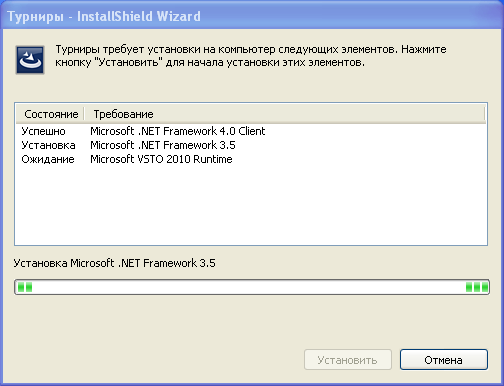 Турниры - InstallShield Wizard
Турниры требует установки на компьютер следующих элементов. Нажмите
кнопку "Установить" для начала установки этих элементов.
Состояние Требование
Успешно Microsoft .NET Framework 4.0 Client
Установка Microsoft .NET Framework 3.5
Ожидание Microsoft VSTO 2010 Runtime
Установка Microsoft .NET Framework 3.5
Установить Отмена